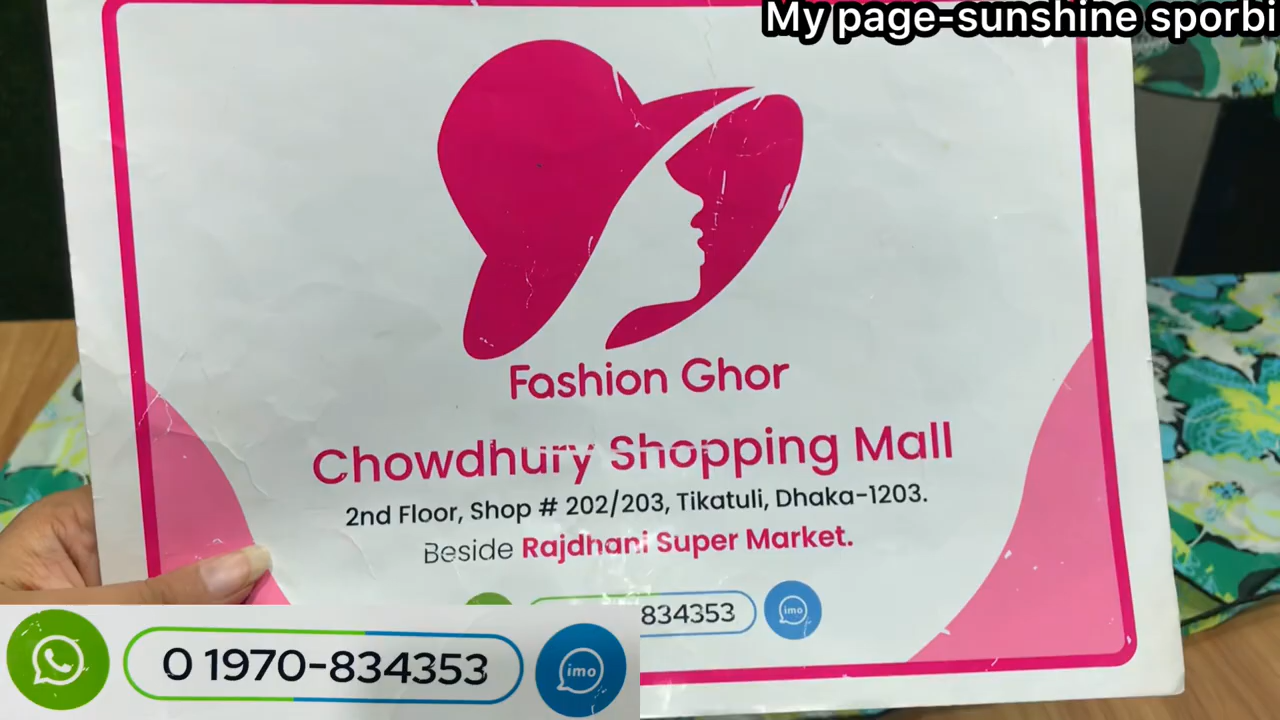 My page-sunshine sporbi
Fashion Ghor
Chowdhury Shopping Mall
2nd Floor, Shop # 202/203, Tikatuli, Dhaka-1203.
Beside Rajdhani Super Market.
834353
imo
0 1970-834353
imo